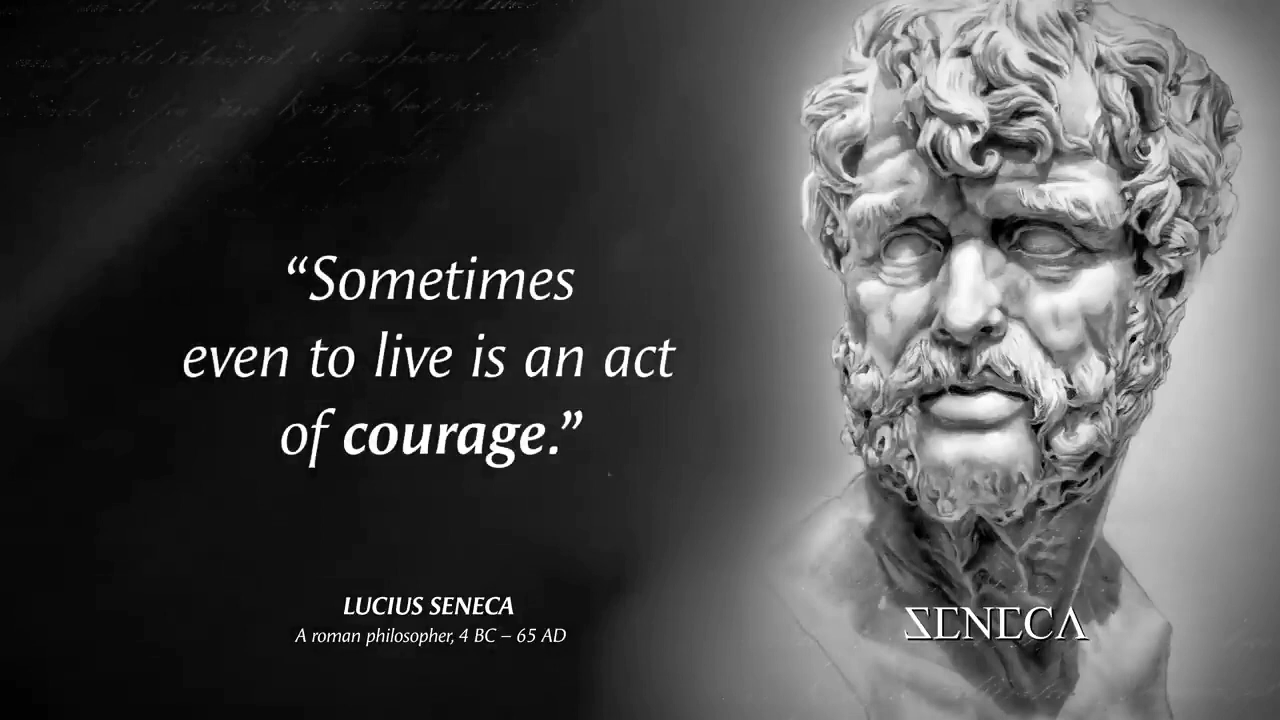 “Sometimes
even to live is an act
of courage.”
LUCIUS SENECA
A roman philosopher, 4 BC – 65 AD
SENECA